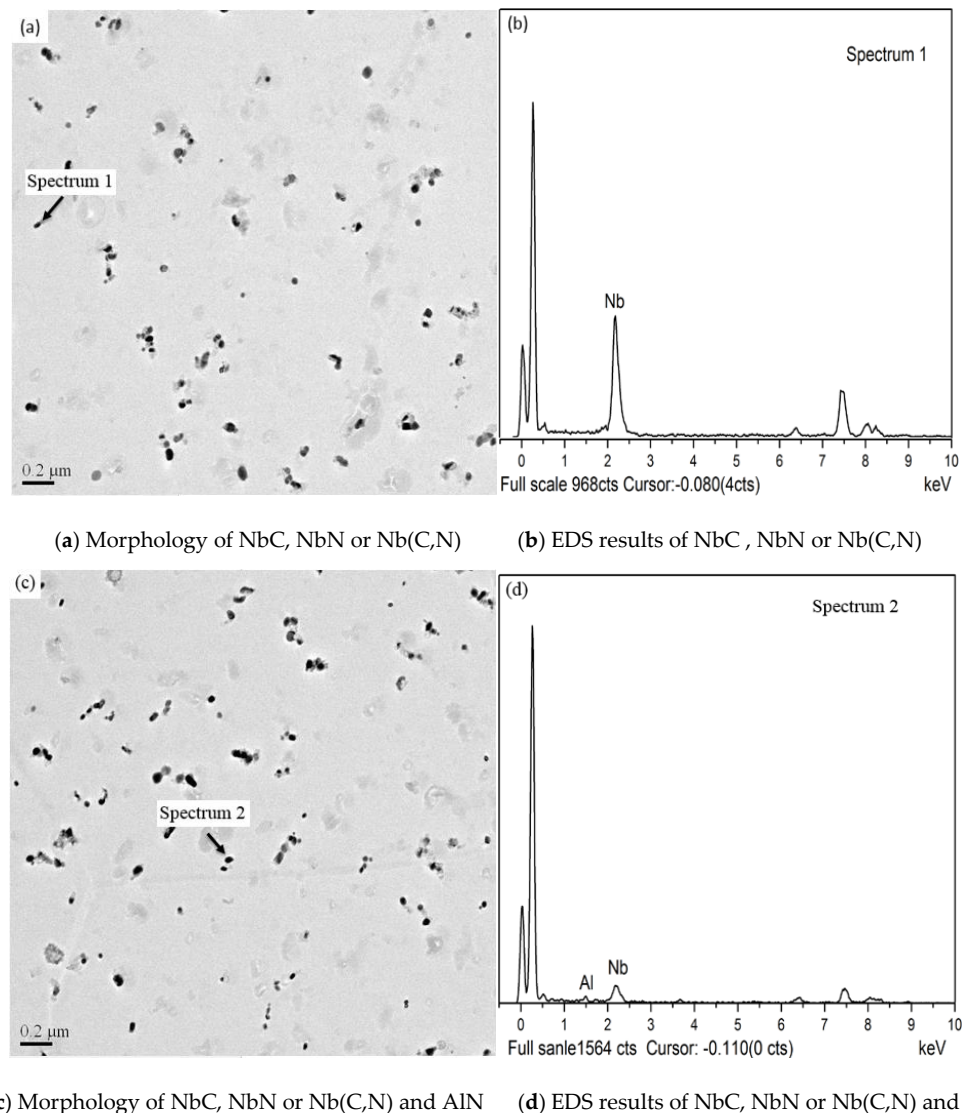 (a)
Spectrum 1
0.2 µm
(b)
Spectrum 1
Nb
0 1 2 3 4 5 6 7 8 9 10
Full scale 968cts Cursor:-0.080(4cts) keV
(a) Morphology of NbC, NbN or Nb(C,N)
(b) EDS results of NbC , NbN or Nb(C,N)
(c)
Spectrum 2
0.2 µm
(d)
Spectrum 2
Al
Nb
0 1 2 3 4 5 6 7 8 9 10
Full sanle1564 cts Cursor: -0.110(0 cts) keV
) Morphology of NbC, NbN or Nb(C,N) and AlN
(d) EDS results of NbC, NbN or Nb(C,N) and